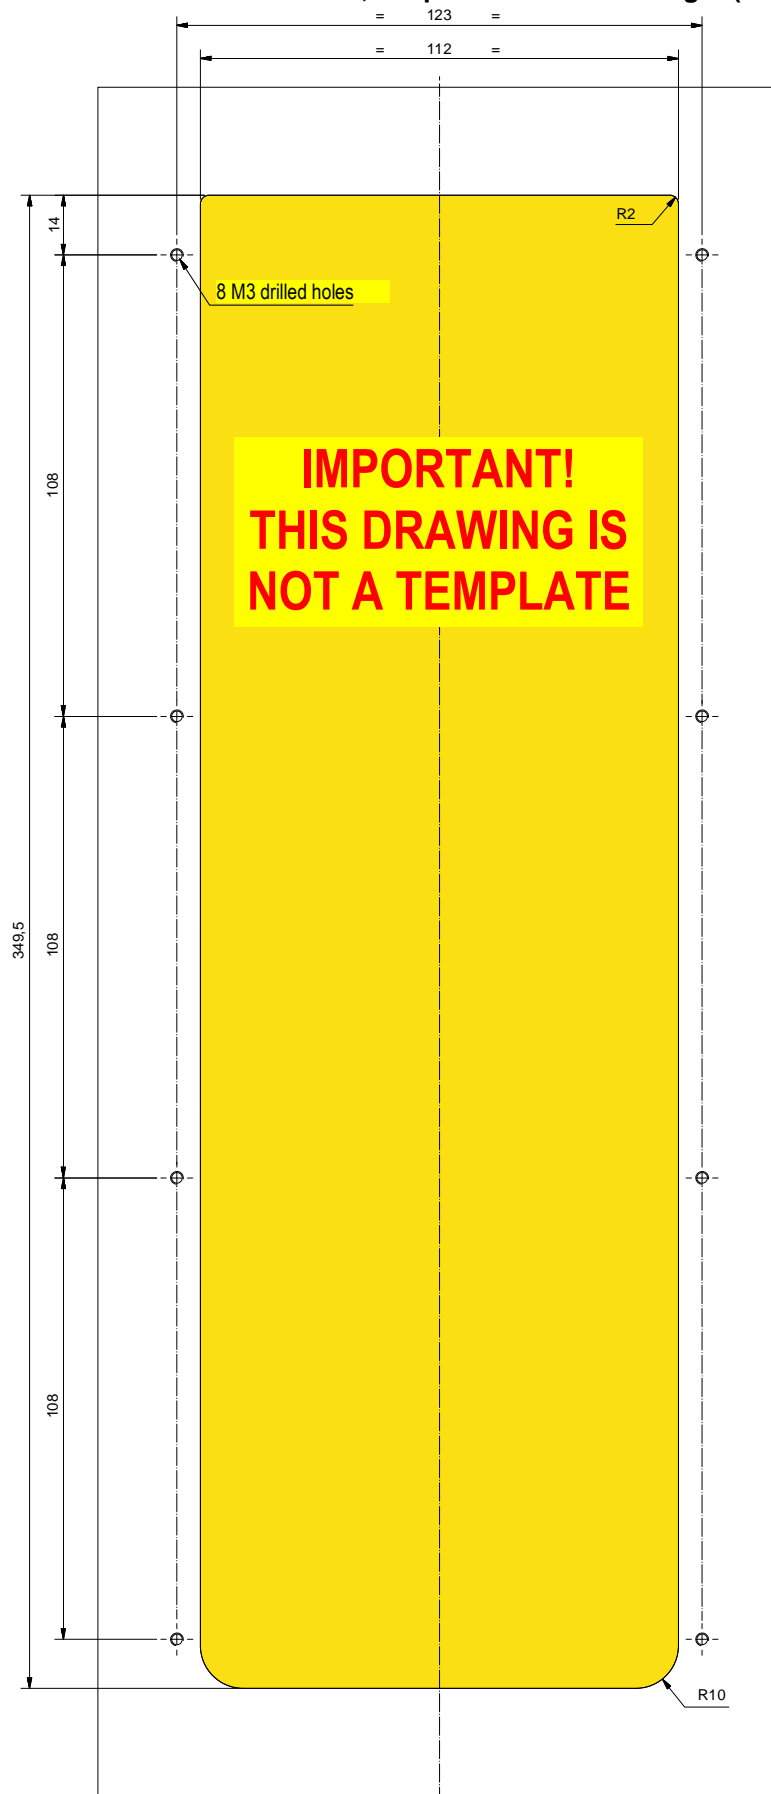 = 123 =
= 112 =
R2
14
8 M3 drilled holes
108
IMPORTANT!
THIS DRAWING IS
NOT A TEMPLATE
349,5
108
108
R10